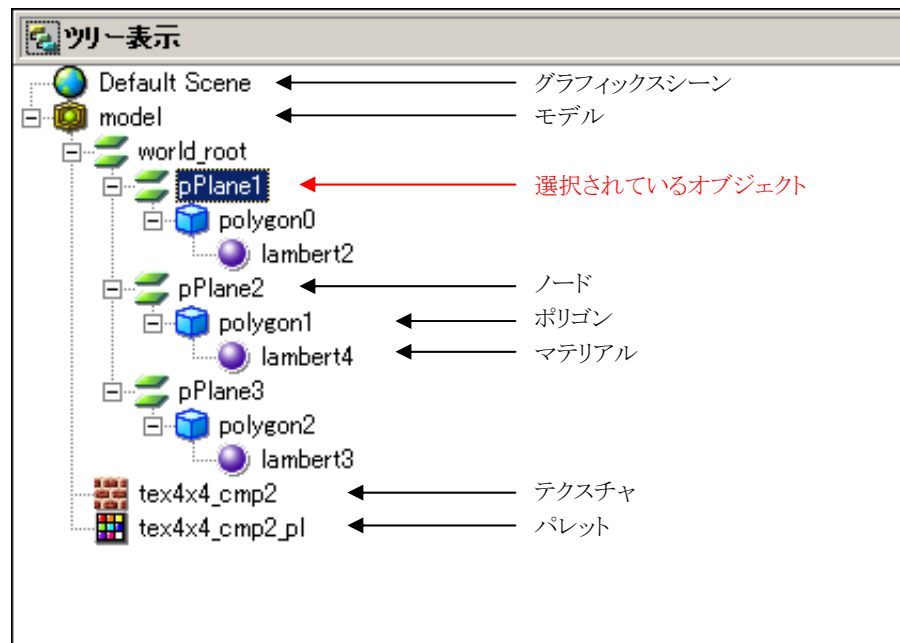 ツリー表示
Default Scene グラフィックスシーン
model モデル
world_root
pPlane1 選択されているオブジェクト
polygon0
lambert2
pPlane2 ノード
polygon1 ポリゴン
lambert4 マテリアル
pPlane3
polygon2
lambert3
tex4x4_cmp2 テクスチャ
tex4x4_cmp2_pl パレット